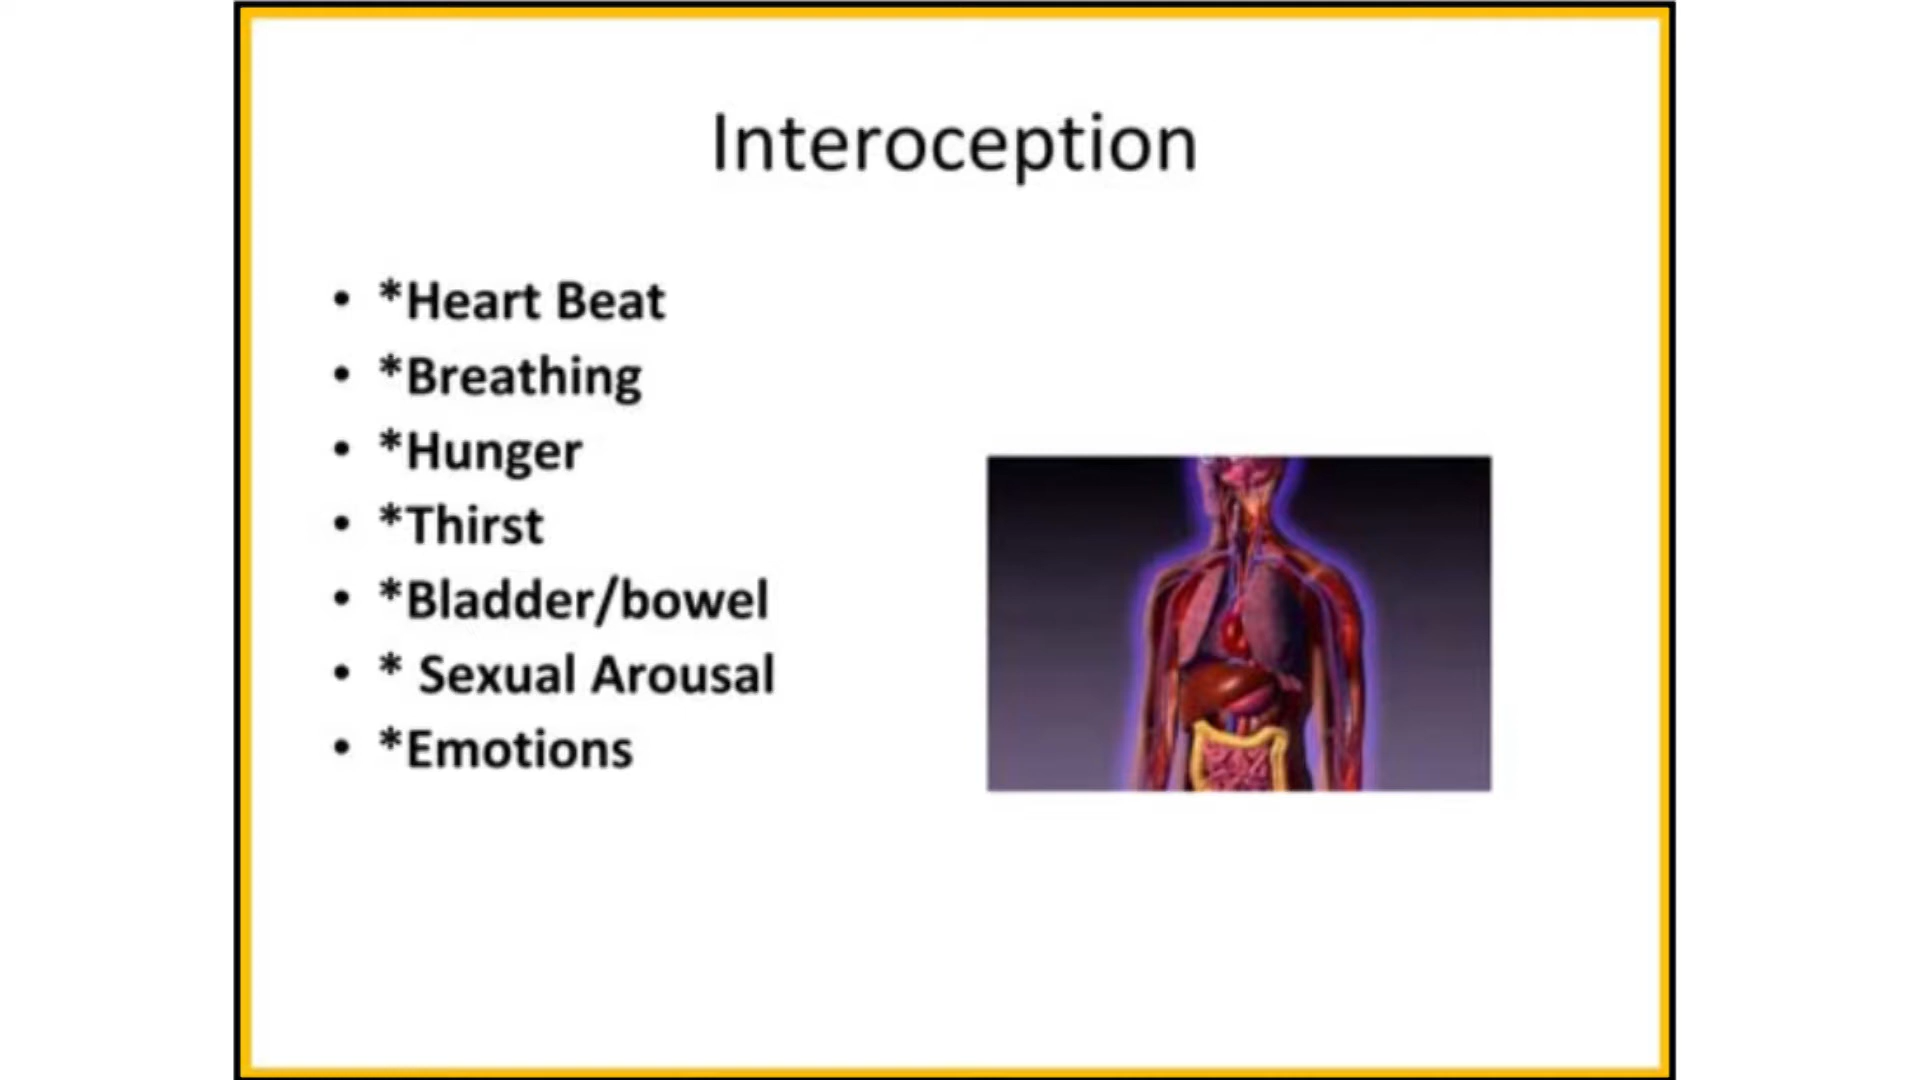 Interoception
• *Heart Beat
• *Breathing
• *Hunger
• *Thirst
• *Bladder/bowel
• * Sexual Arousal
• *Emotions